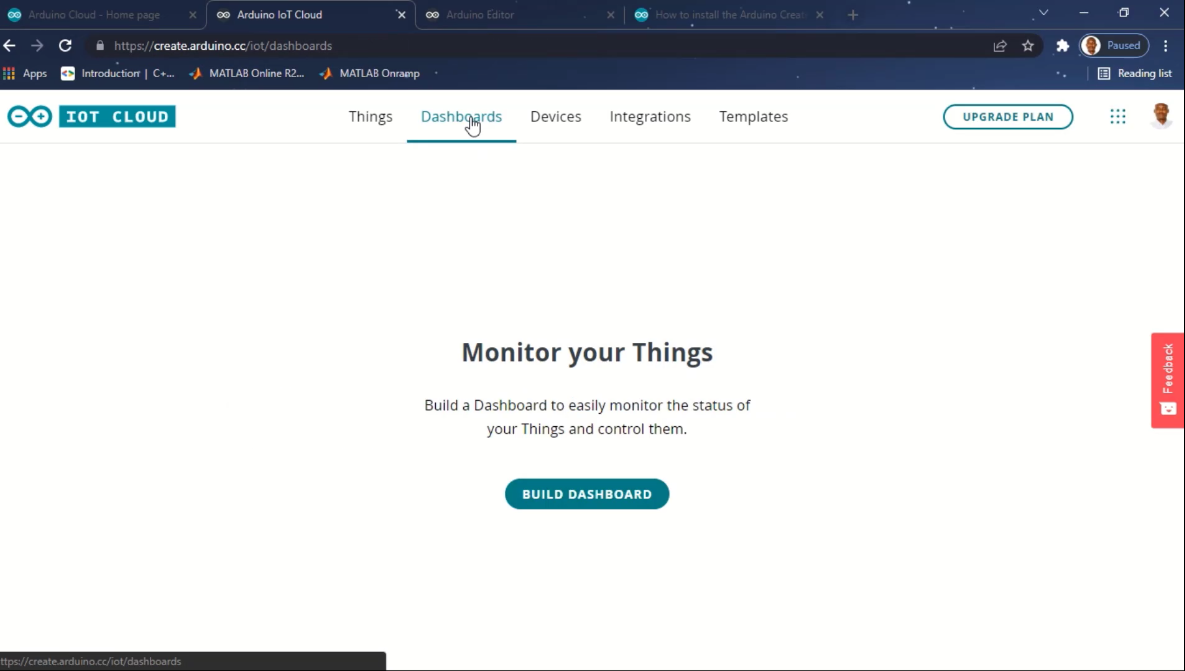 Arduino Cloud - Home page
Arduino IoT Cloud
Arduino Editor
How to install the Arduino Creat
https://create.arduino.cc/iot/dashboards
Paused
Apps
Introduction | C+...
MATLAB Online R2...
MATLAB Onramp
Reading list
IOT CLOUD
Things
Dashboards
Devices
Integrations
Templates
UPGRADE PLAN
Monitor your Things
Build a Dashboard to easily monitor the status of
your Things and control them.
BUILD DASHBOARD
Feedback
ttps://create.arduino.cc/iot/dashboards